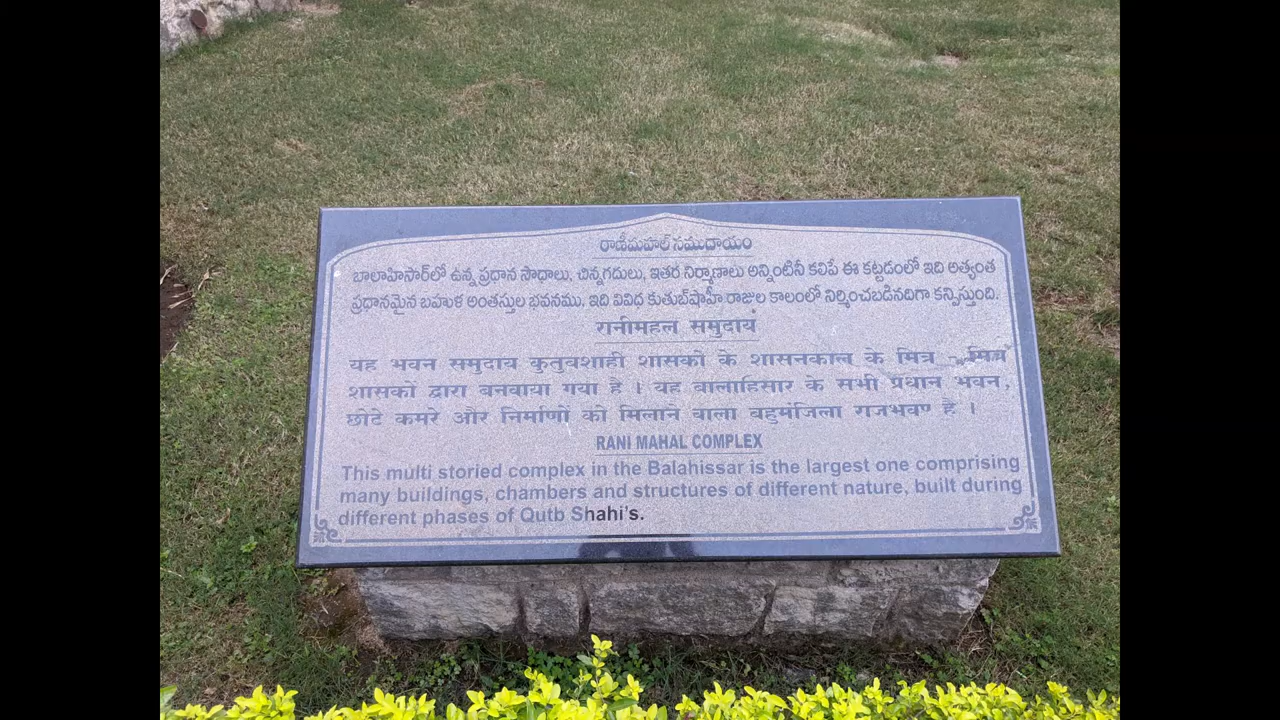 రాణీమహల్ సముదాయం
బాలాహిసార్‌లో ఉన్న ప్రధాన సౌధాలు, చిన్నగదులు, ఇతర నిర్మాణాలు అన్నింటినీ కలిపే ఈ కట్టడంలో ఇది అత్యంత
ప్రధానమైన బహుళ అంతస్తుల భవనము. ఇది వివిధ కుతుబ్‌షాహీ రాజుల కాలంలో నిర్మించబడినదిగా కన్పిస్తుంది.
रानीमहल समुदाय
यह भवन समुदाय कुतुबशाही शासकों के शासनकाल के मित्र - मित्र
शासकों द्वारा बनवाया गया है । यह बालाहिसार के सभी प्रधान भवन,
छोटे कमरे और निर्माणों को मिलाने वाला बहुमंजिला राजभवण है ।
RANI MAHAL COMPLEX
This multi storied complex in the Balahissar is the largest one comprising
many buildings, chambers and structures of different nature, built during
different phases of Qutb Shahi's.